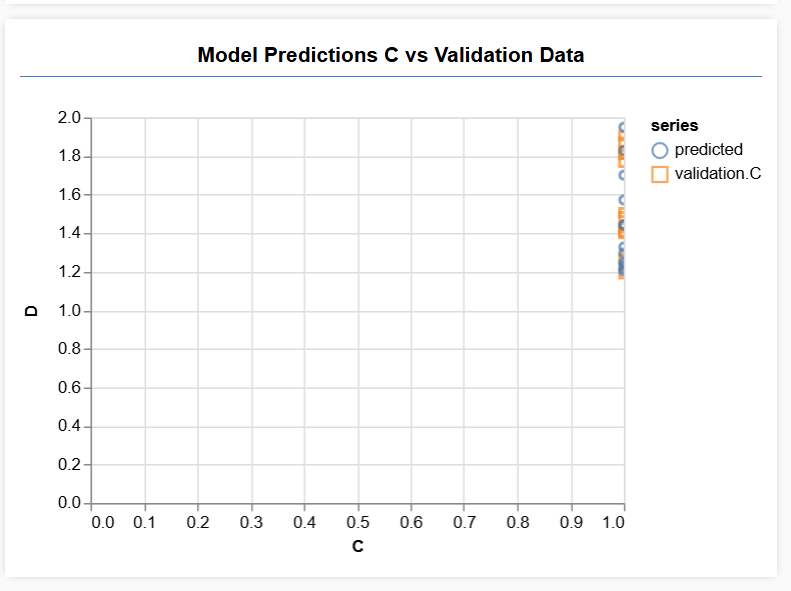 Model Predictions C vs Validation Data
2.0
1.8
1.6
1.4
1.2
1.0
0.8
0.6
0.4
0.2
0.0
D
0.0 0.1 0.2 0.3 0.4 0.5 0.6 0.7 0.8 0.9 1.0
C
series
predicted
validation.C